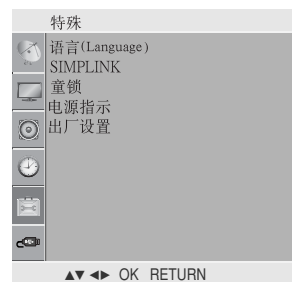 特殊
语言(Language)
SIMPLINK
童锁
电源指示
出厂设置
▲▼ ◄► OK RETURN